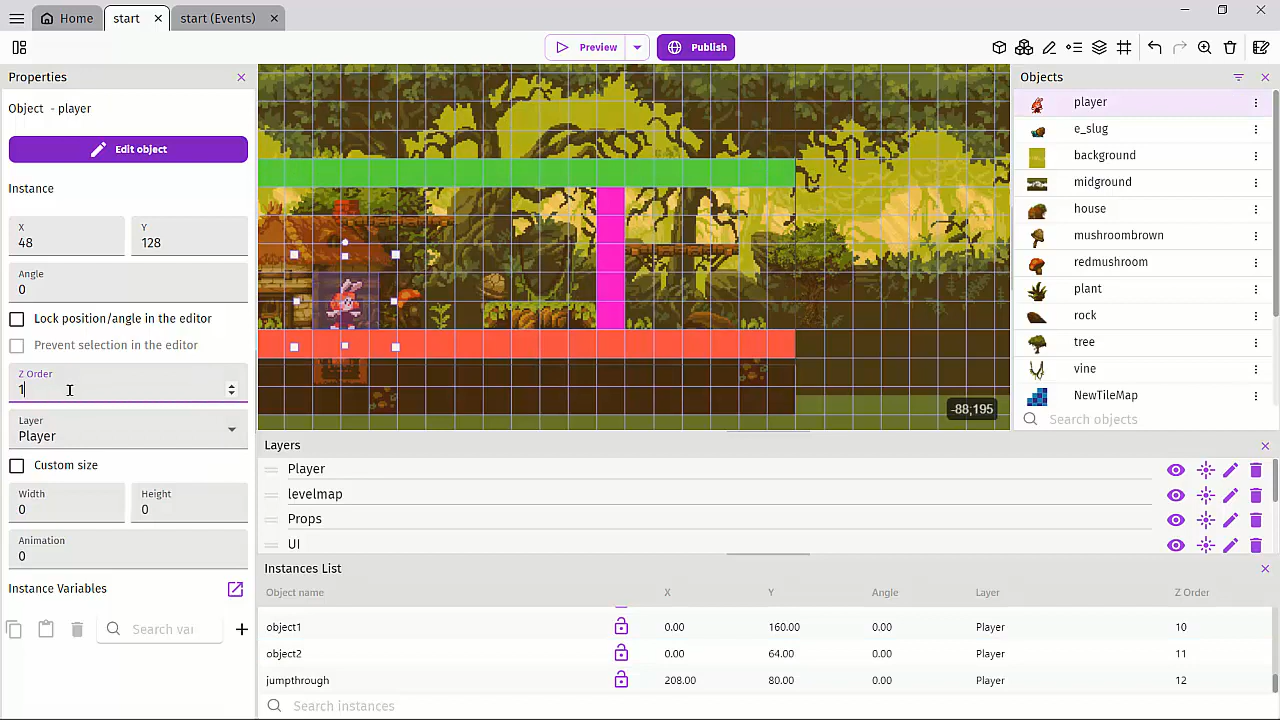 Home
start
start (Events)
Preview
Publish
Properties
Object - player
Edit object
Instance
X
48
Y
128
Angle
0
Lock position/angle in the editor
Prevent selection in the editor
Z Order
1
Layer
Player
Custom size
Width
0
Height
0
Animation
0
Instance Variables
Search var
-88;195
Objects
player
e_slug
background
midground
house
mushroombrown
redmushroom
plant
rock
tree
vine
NewTileMap
Search objects
Layers
Player
levelmap
Props
UI
Instances List
Object name X Y Angle Layer Z Order
object1 0.00 160.00 0.00 Player 10
object2 0.00 64.00 0.00 Player 11
jumpthrough 208.00 80.00 0.00 Player 12
Search instances